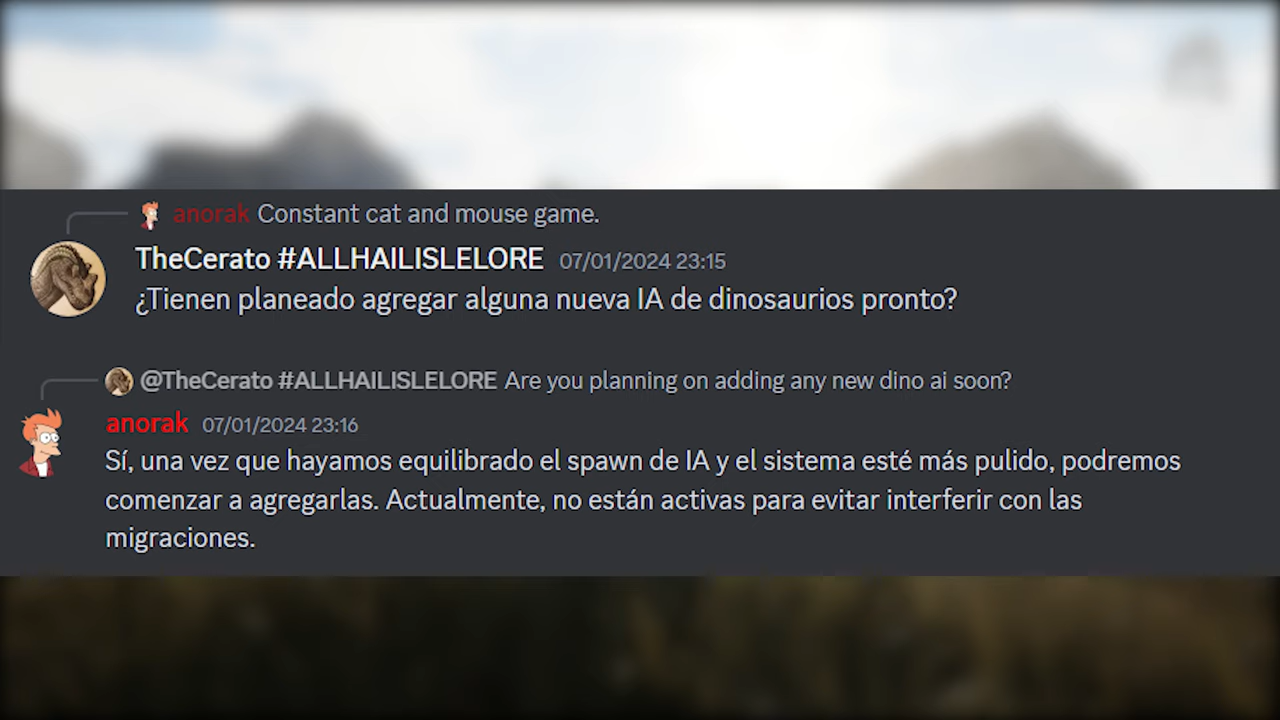 anorak Constant cat and mouse game.
TheCerato #ALLHAILISLELORE 07/01/2024 23:15
¿Tienen planeado agregar alguna nueva IA de dinosaurios pronto?
@TheCerato #ALLHAILISLELORE Are you planning on adding any new dino ai soon?
anorak 07/01/2024 23:16
Sí, una vez que hayamos equilibrado el spawn de IA y el sistema esté más pulido, podremos
comenzar a agregarlas. Actualmente, no están activas para evitar interferir con las
migraciones.